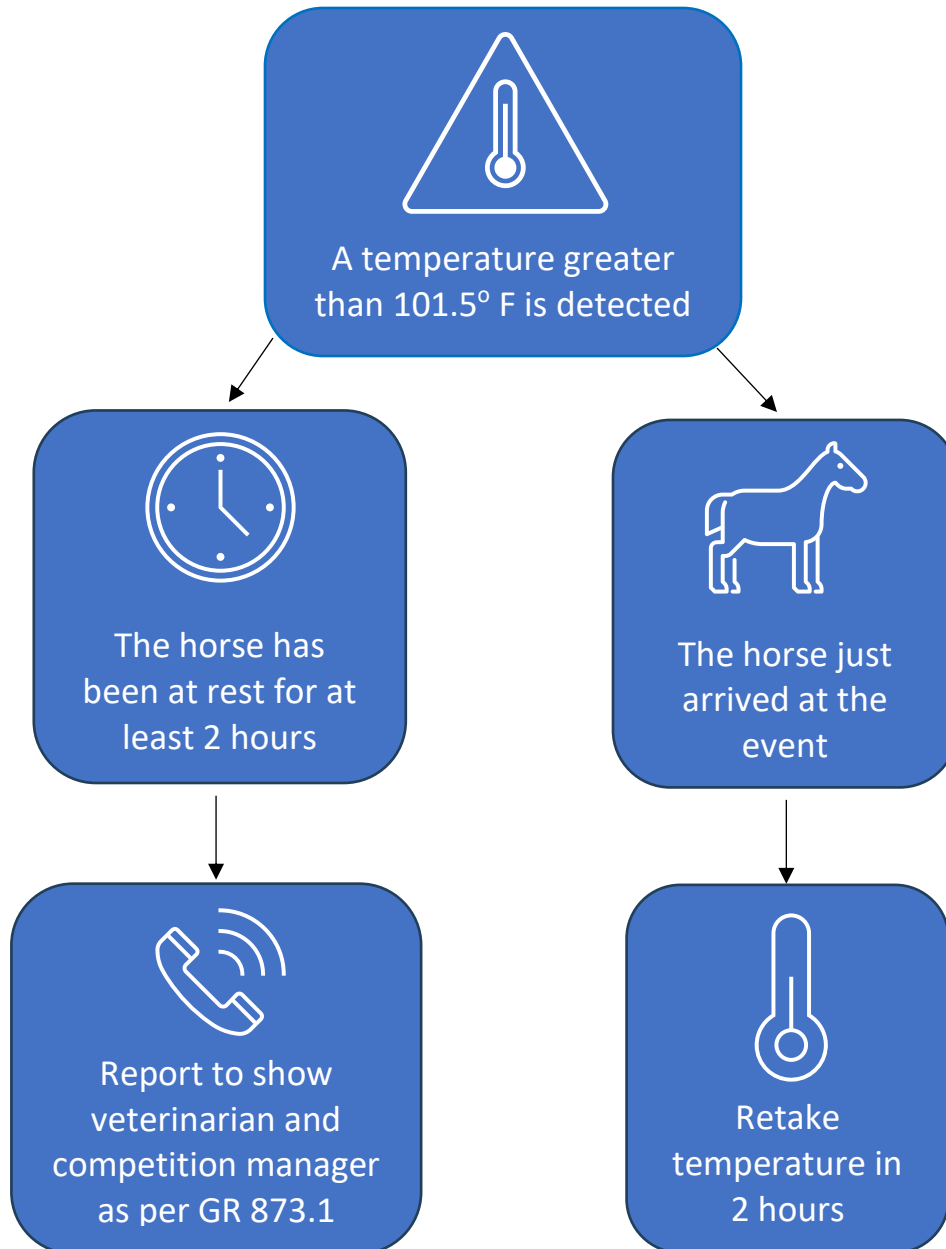 A temperature greater
than 101.5° F is detected
The horse has
been at rest for at
least 2 hours
The horse just
arrived at the
event
Report to show
veterinarian and
competition manager
as per GR 873.1
Retake
temperature in
2 hours